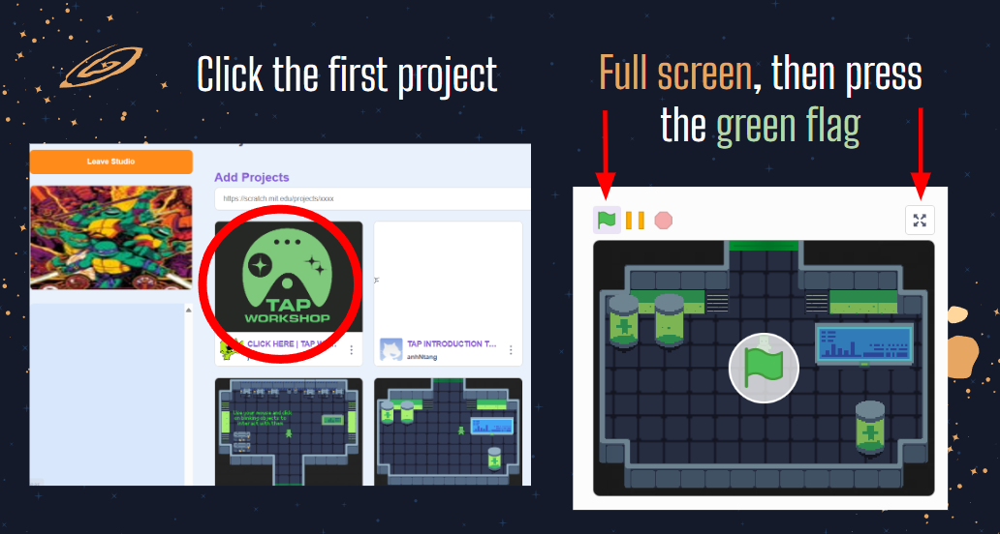 Click the first project
Full screen, then press
the green flag
Leave Studio
Add Projects
https://scratch.mit.edu/projects/xxxx
TAP
WORKSHOP
CLICK HERE | TAP W...
TAP INTRODUCTION T...
anhNtang
Use your mouse and click
on blinking objects to
interact with them